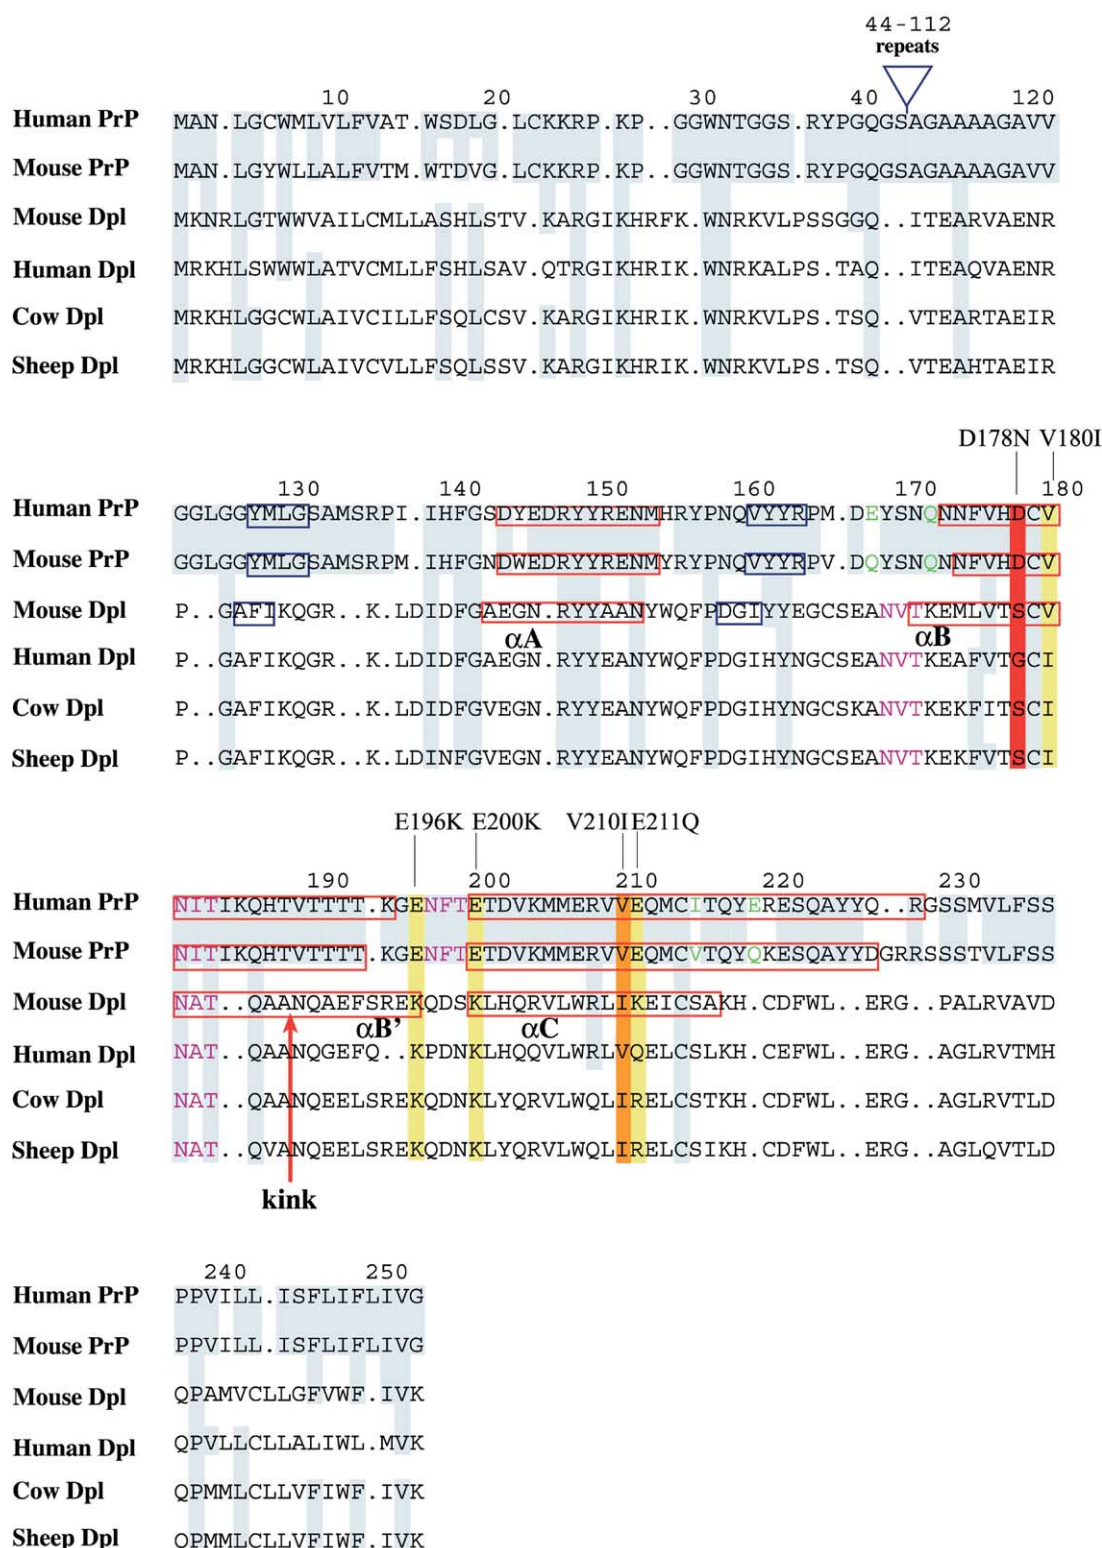 44-112
repeats
10 20 30 40 120
Human PrP MAN.LGCWMLVLFVAT.WSDLG.LCKKRP.KP..GGWNTGGS.RYPGQGSAGAAAAGAVV
Mouse PrP MAN.LGYWLLALFVTM.WTDVG.LCKKRP.KP..GGWNTGGS.RYPGQGSAGAAAAGAVV
Mouse Dpl MKNRLGTWWVAILCMLLASHLSTV.KARGIKHRFK.WNRKVLPSSGGQ..ITEARVAENR
Human Dpl MRKHLSWWWLATVCMLLFSHLSAV.QTRGIKHRIK.WNRKALPS.TAQ..ITEAQVAENR
Cow Dpl MRKHLGGCWLAIVCILLFSQLCSV.KARGIKHRIK.WNRKVLPS.TSQ..VTEARTAEIR
Sheep Dpl MRKHLGGCWLAIVCVLLFSQLSSV.KARGIKHRIK.WNRKVLPS.TSQ..VTEAHTAEIR
D178N V180I
130 140 150 160 170 180
Human PrP GGLGGYMLGSAMSRPI.IHFGSDYEDRYYRENMHRYPNQVYYRPM.DEYSNQNNFVHDCV
Mouse PrP GGLGGYMLGSAMSRPM.IHFGNDWEDRYYRENMYRYPNQVYYRPV.DQYSNQNNFVHDCV
Mouse Dpl P..GAFIKQGR..K.LDIDFGAEGN.RYYAANYWQFPDGIYYEGCSEANVTKEMLVTSCV
αA αB
Human Dpl P..GAFIKQGR..K.LDIDFGAEGN.RYYEANYWQFPDGIHYNGCSEANVTKEAFVTGCI
Cow Dpl P..GAFIKQGR..K.LDIDFGVEGN.RYYEANYWQFPDGIHYNGCSKANVTKEKFITSCI
Sheep Dpl P..GAFIKQGR..K.LDINFGVEGN.RYYEANYWQFPDGIHYNGCSEANVTKEKFVTSCI
E196K E200K V210I E211Q
190 200 210 220 230
Human PrP NITIKQHTVTTTT.KGENFTETDVKMMERVVEQMCITQYERESQAYYQ..RGSSMVLFSS
Mouse PrP NITIKQHTVTTTT.KGENFTETDVKMMERVVEQMCVTQYQKESQAYYDGRRSSSTVLFSS
Mouse Dpl NAT..QAANQAEFSREKQDSKLHQRVLWRLIKEICSAKH.CDFWL..ERG..PALRVAVD
αB’ αC
Human Dpl NAT..QAANQGEFQ..KPDNKLHQQVLWRLVQELCSLKH.CEFWL..ERG..AGLRVTMH
Cow Dpl NAT..QAANQEELSREKQDNKLYQRVLWQLIRELCSTKH.CDFWL..ERG..AGLRVTLD
Sheep Dpl NAT..QVANQEELSREKQDNKLYQRVLWQLIRELCSIKH.CDFWL..ERG..AGLQVTLD
kink
240 250
Human PrP PPVILL.ISFLIFLIVG
Mouse PrP PPVILL.ISFLIFLIVG
Mouse Dpl QPAMVCLLGFVWF.IVK
Human Dpl QPVLLCLLALIWL.MVK
Cow Dpl QPMMLCLLVFIWF.IVK
Sheep Dpl QPMMLCLLVFIWF.IVK